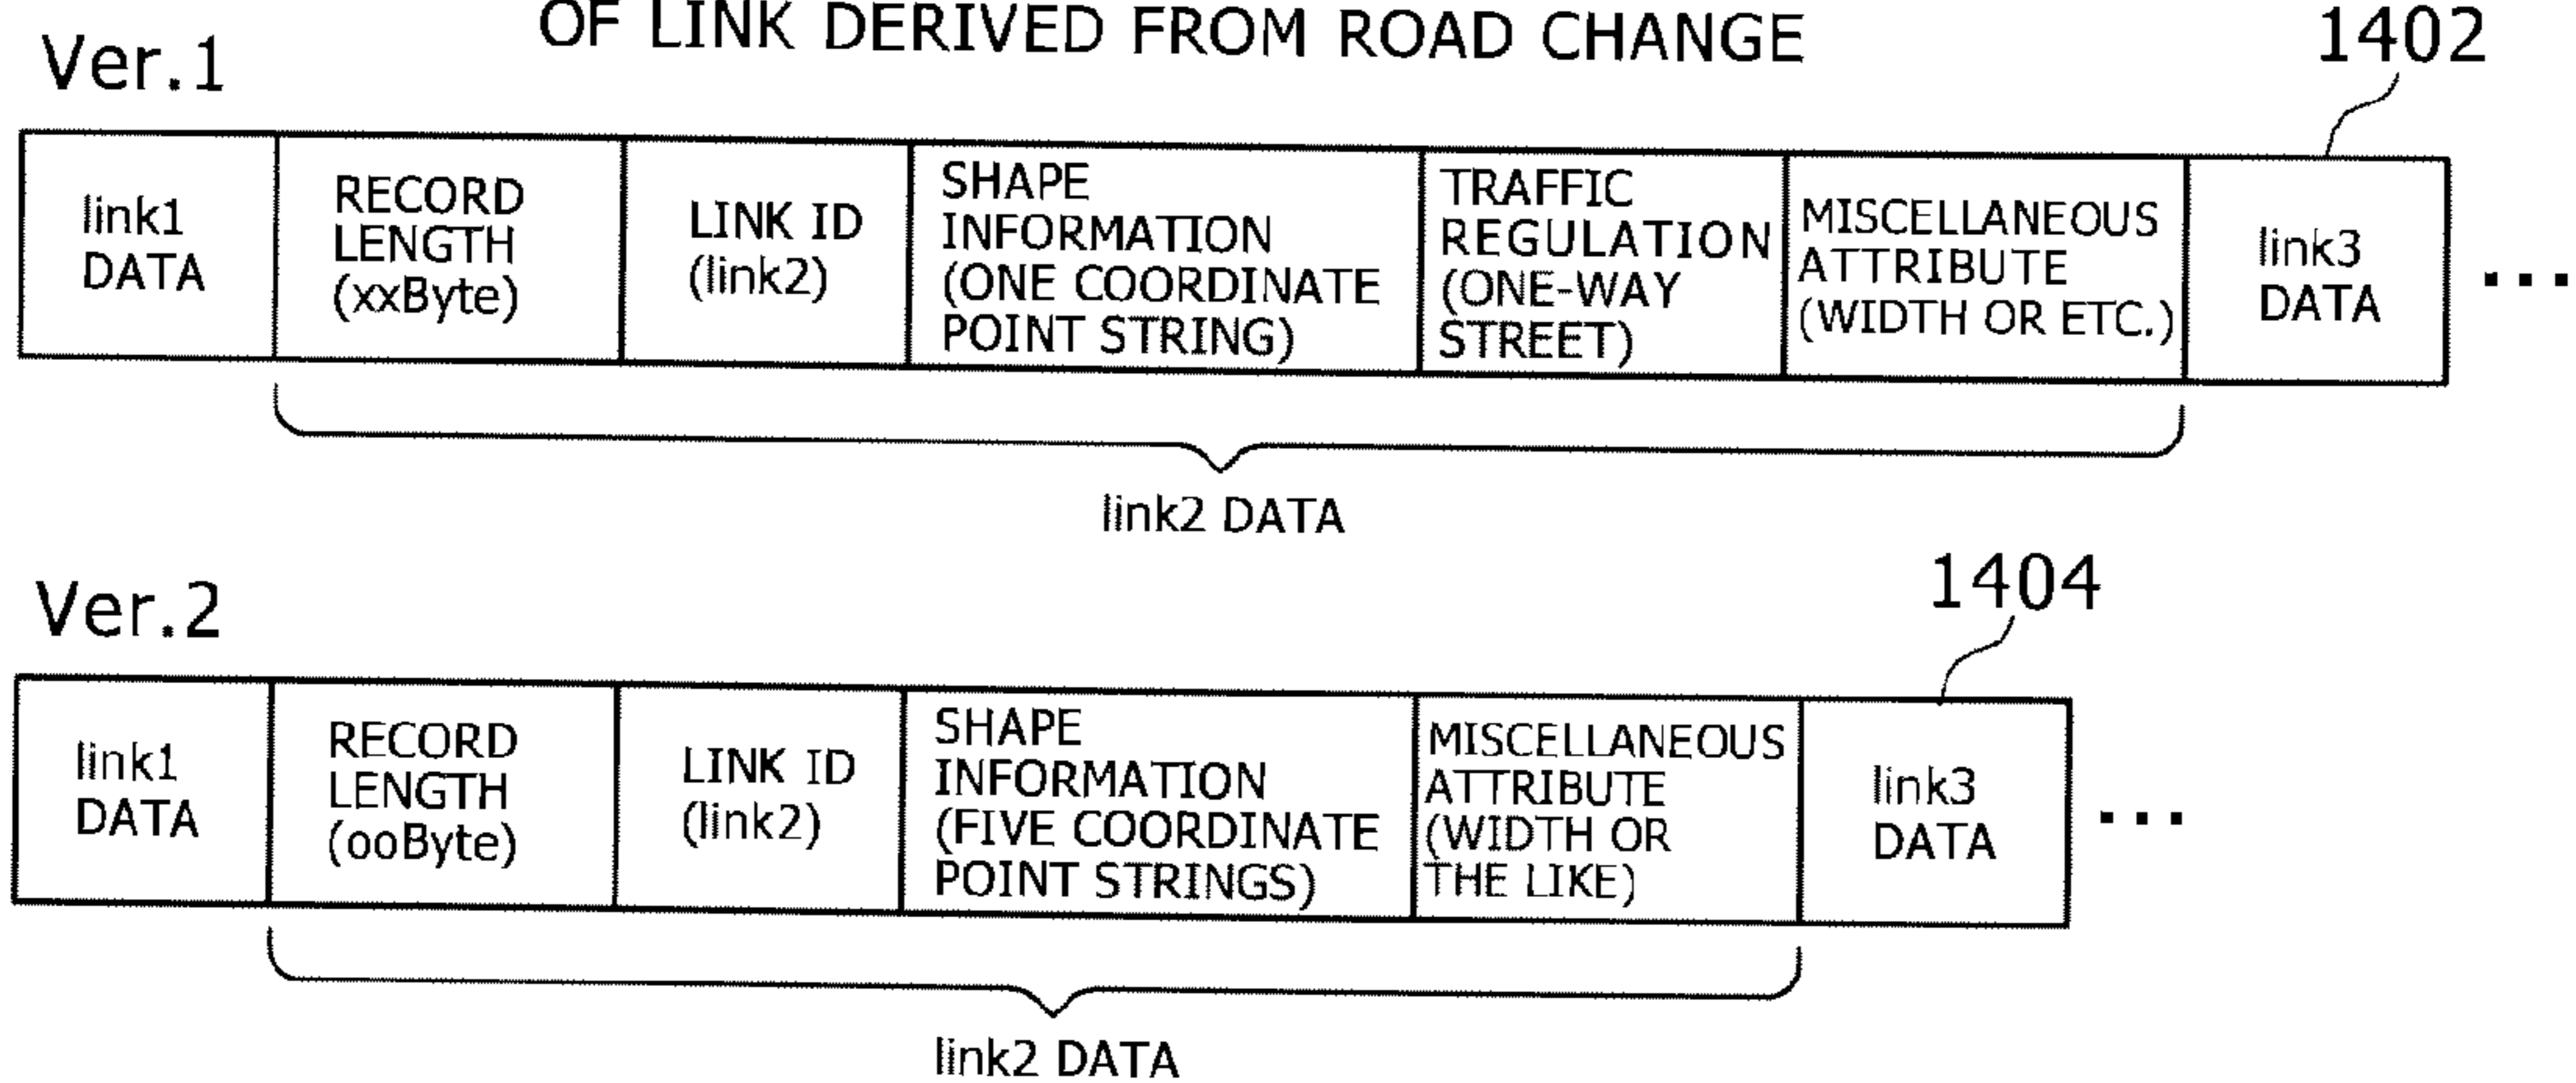 OF LINK DERIVED FROM ROAD CHANGE
1402
Ver.1
link1
DATA
RECORD
LENGTH
(xxByte)
LINK ID
(link2)
SHAPE
INFORMATION
(ONE COORDINATE
POINT STRING)
TRAFFIC
REGULATION
(ONE-WAY
STREET)
MISCELLANEOUS
ATTRIBUTE
(WIDTH OR ETC.)
link3
DATA
...
link2 DATA
1404
Ver.2
link1
DATA
RECORD
LENGTH
(ooByte)
LINK ID
(link2)
SHAPE
INFORMATION
(FIVE COORDINATE
POINT STRINGS)
MISCELLANEOUS
ATTRIBUTE
(WIDTH OR
THE LIKE)
link3
DATA
...
link2 DATA